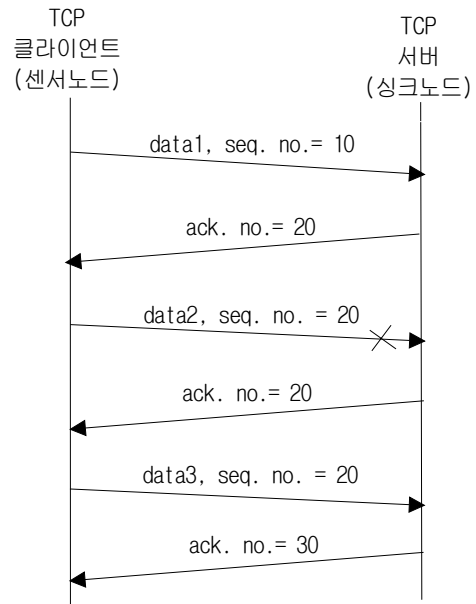 TCP
클라이언트
(센서노드)
TCP
서버
(싱크노드)
data1, seq. no.= 10
ack. no.= 20
data2, seq. no. = 20
ack. no.= 20
data3, seq. no. = 20
ack. no.= 30